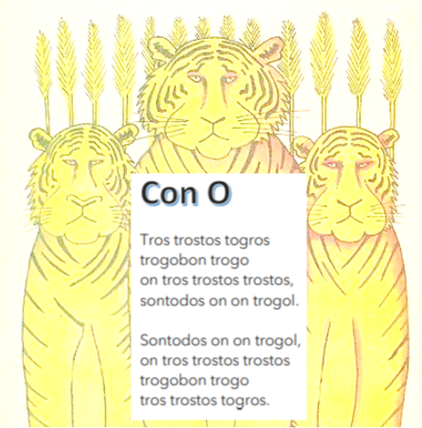 Con O
Tros trostos togros
trogobon trogo
on tros trostos trostos,
sontodos on on trogol.
Sontodos on on trogol,
on tros trostos trostos
trogobon trogo
tros trostos togros.